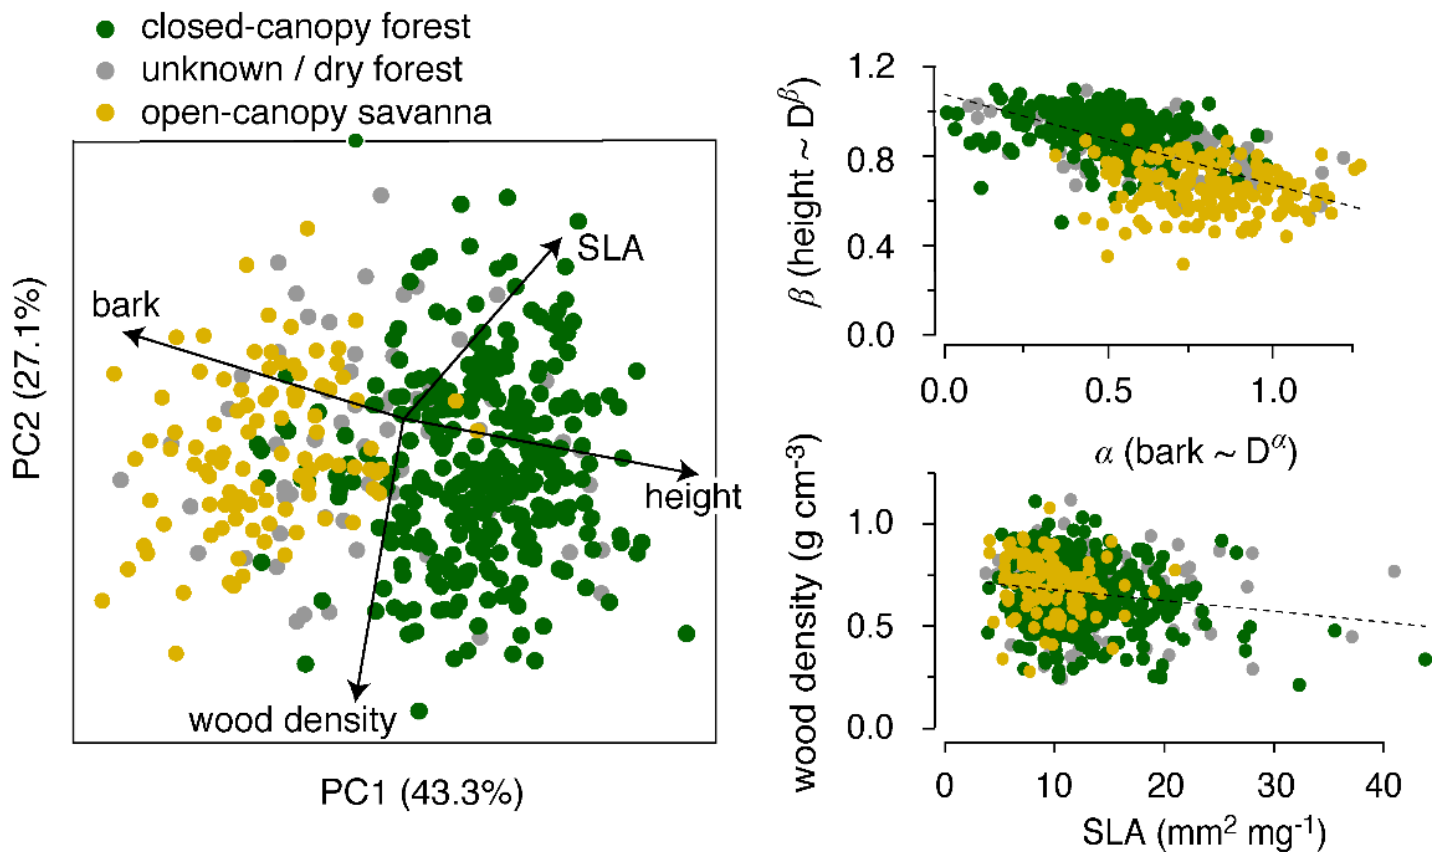 closed-canopy forest
unknown / dry forest
open-canopy savanna
SLA
bark
height
wood density
PC2 (27.1%)
PC1 (43.3%)
β (height ~ D^β)
1.2
0.8
0.4
0.0
0.0
0.5
1.0
α (bark ~ D^α)
wood density (g cm⁻³)
1.0
0.5
0.0
0
10
20
30
40
SLA (mm² mg⁻¹)